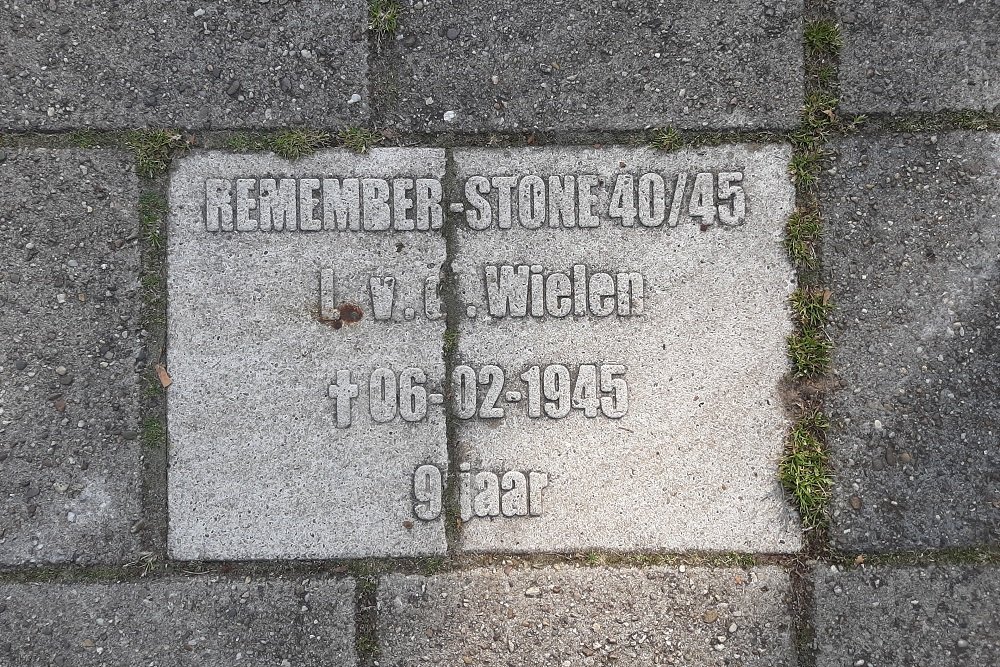 REMEMBER-STONE 40/45
L. v. d. Wielen
† 06-02-1945
9 jaar